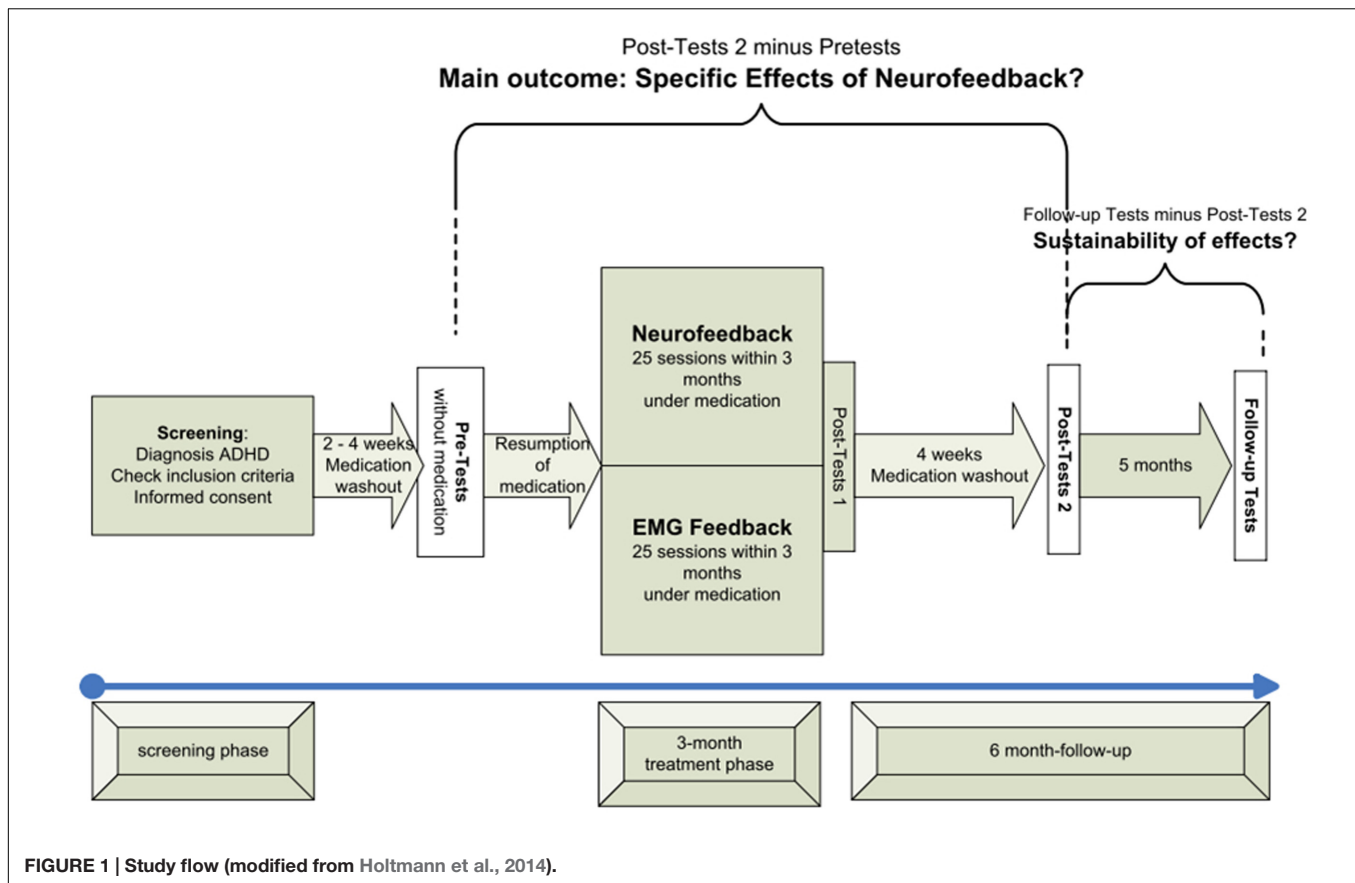 Post-Tests 2 minus Pretests
Main outcome: Specific Effects of Neurofeedback?
Follow-up Tests minus Post-Tests 2
Sustainability of effects?
Screening:
Diagnosis ADHD
Check inclusion criteria
Informed consent
2 - 4 weeks
Medication
washout
Pre-Tests
without medication
Resumption
of
medication
Neurofeedback
25 sessions within 3
months
under medication
EMG Feedback
25 sessions within 3
months
under medication
Post-Tests 1
4 weeks
Medication washout
Post-Tests 2
5 months
Follow-up Tests
screening phase
3-month
treatment phase
6 month-follow-up
FIGURE 1 | Study flow (modified from Holtmann et al., 2014).